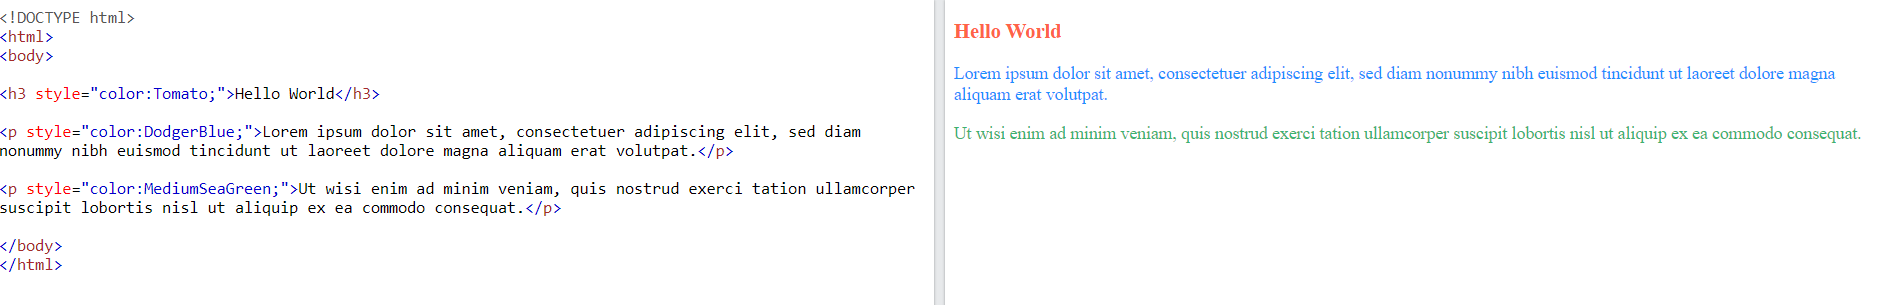 <!DOCTYPE html>
<html>
<body>
<h3 style="color:Tomato;">Hello World</h3>
<p style="color:DodgerBlue;">Lorem ipsum dolor sit amet, consectetuer adipiscing elit, sed diam
nonummy nibh euismod tincidunt ut laoreet dolore magna aliquam erat volutpat.</p>
<p style="color:MediumSeaGreen;">Ut wisi enim ad minim veniam, quis nostrud exerci tation ullamcorper
suscipit lobortis nisl ut aliquip ex ea commodo consequat.</p>
</body>
</html>
Hello World
Lorem ipsum dolor sit amet, consectetuer adipiscing elit, sed diam nonummy nibh euismod tincidunt ut laoreet dolore magna
aliquam erat volutpat.
Ut wisi enim ad minim veniam, quis nostrud exerci tation ullamcorper suscipit lobortis nisl ut aliquip ex ea commodo consequat.